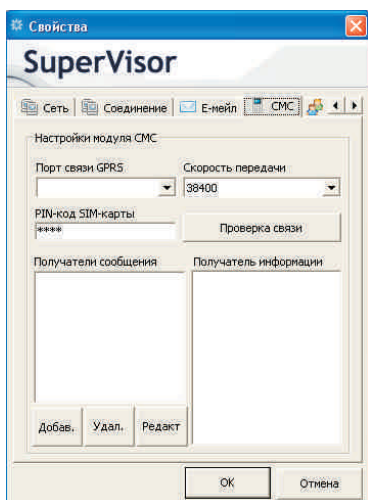 Свойства
SuperVisor
Сеть Соединение Е-мейл СМС
Настройки модуля СМС
Порт связи GPRS Скорость передачи
38400
PIN-код SIM-карты
**** Проверка связи
Получатели сообщения Получатель информации
Добав. Удал. Редакт
OK Отмена